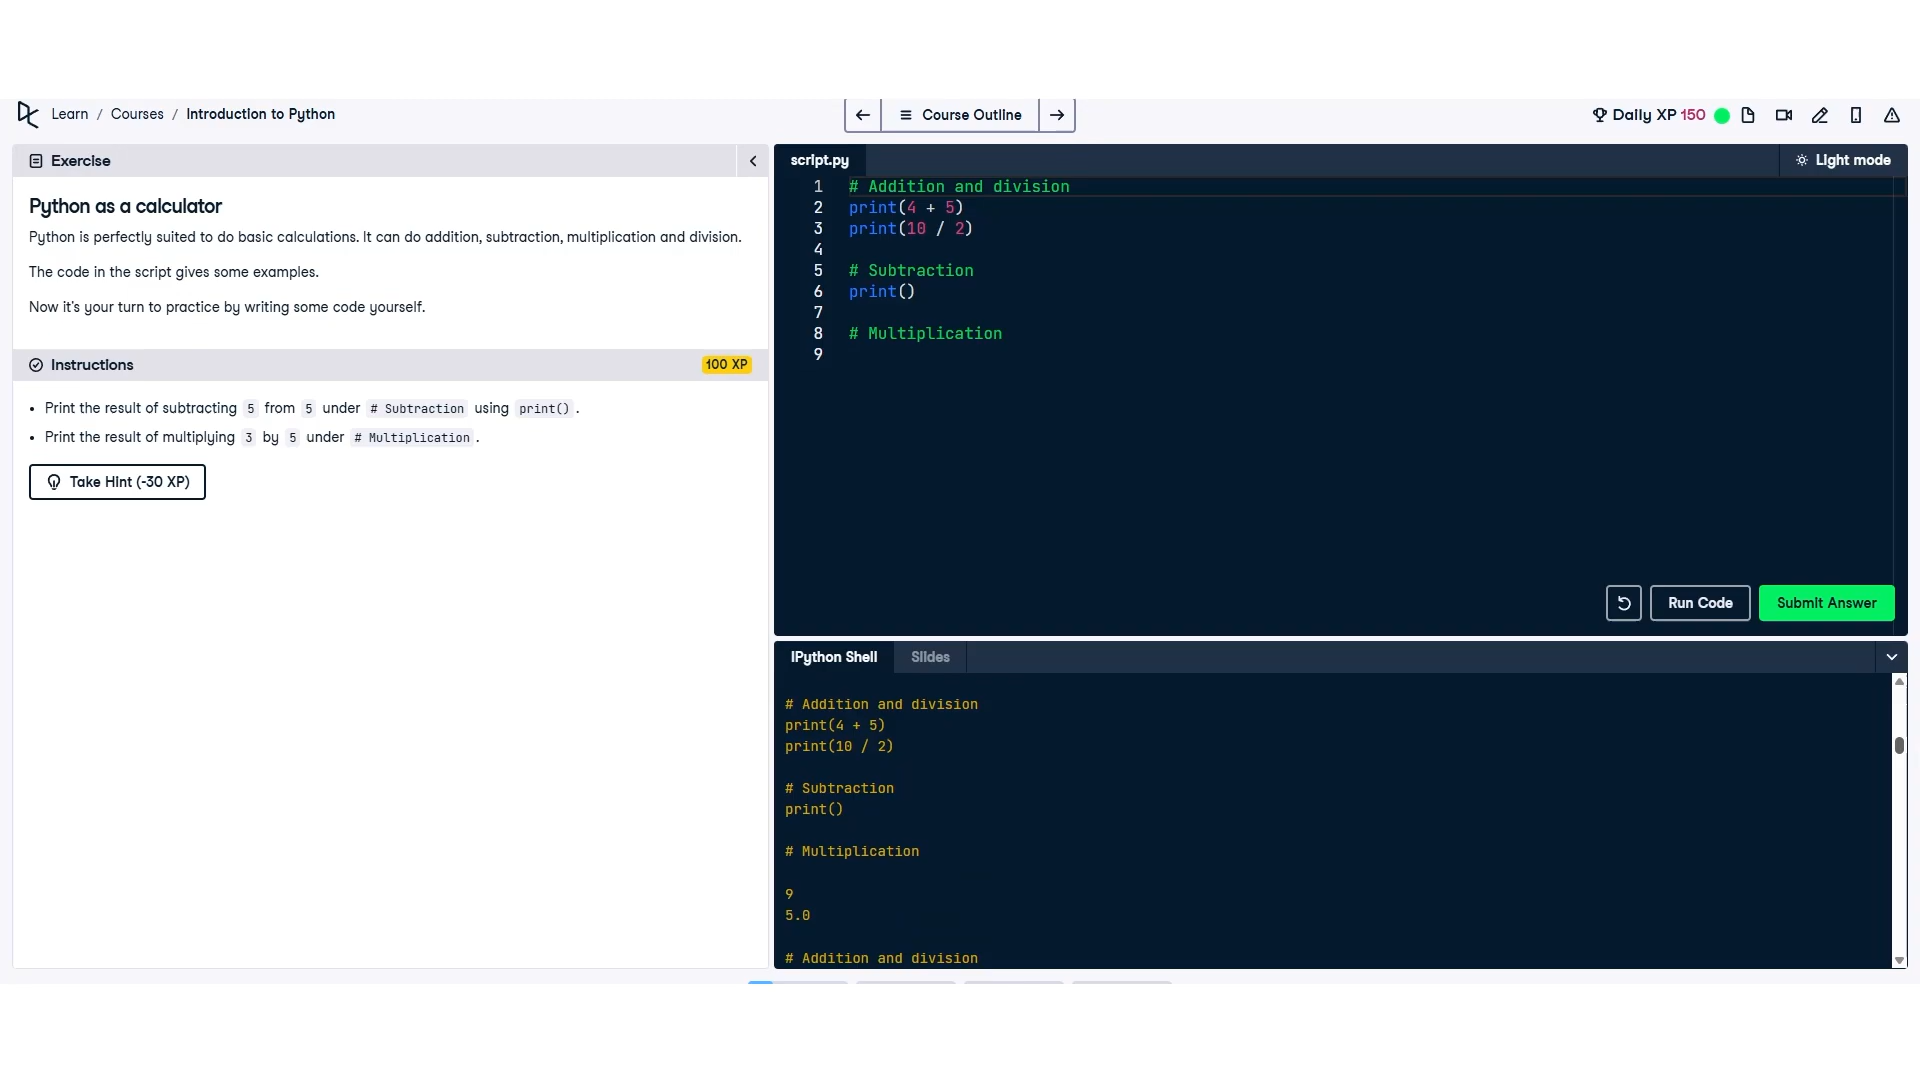 Learn / Courses / Introduction to Python
Course Outline
Daily XP 150
Exercise
Python as a calculator
Python is perfectly suited to do basic calculations. It can do addition, subtraction, multiplication and division.
The code in the script gives some examples.
Now it's your turn to practice by writing some code yourself.
Instructions
100 XP
• Print the result of subtracting 5 from 5 under # Subtraction using print() .
• Print the result of multiplying 3 by 5 under # Multiplication .
Take Hint (-30 XP)
script.py
Light mode
1 # Addition and division
2 print(4 + 5)
3 print(10 / 2)
4
5 # Subtraction
6 print()
7
8 # Multiplication
9
Run Code
Submit Answer
IPython Shell
Slides
# Addition and division
print(4 + 5)
print(10 / 2)
# Subtraction
print()
# Multiplication
9
5.0
# Addition and division